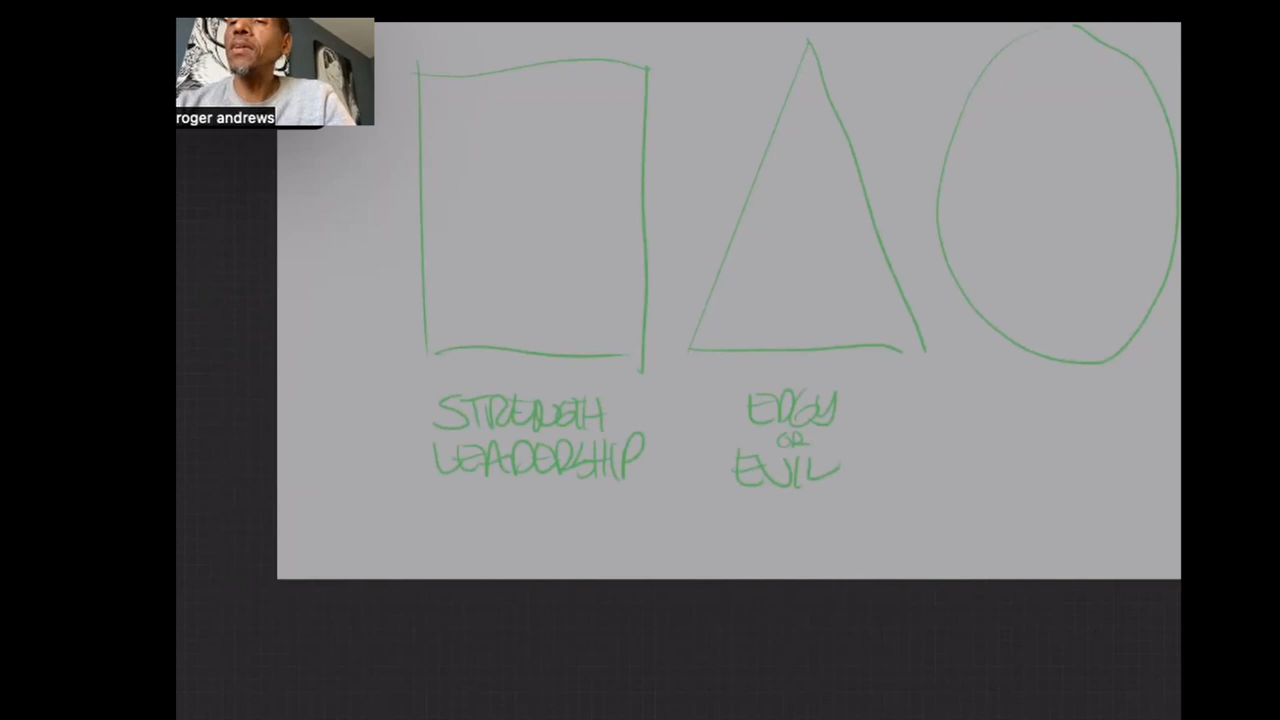 roger andrews
STRENGTH
LEADERSHIP
EDGY
OR
EVIL